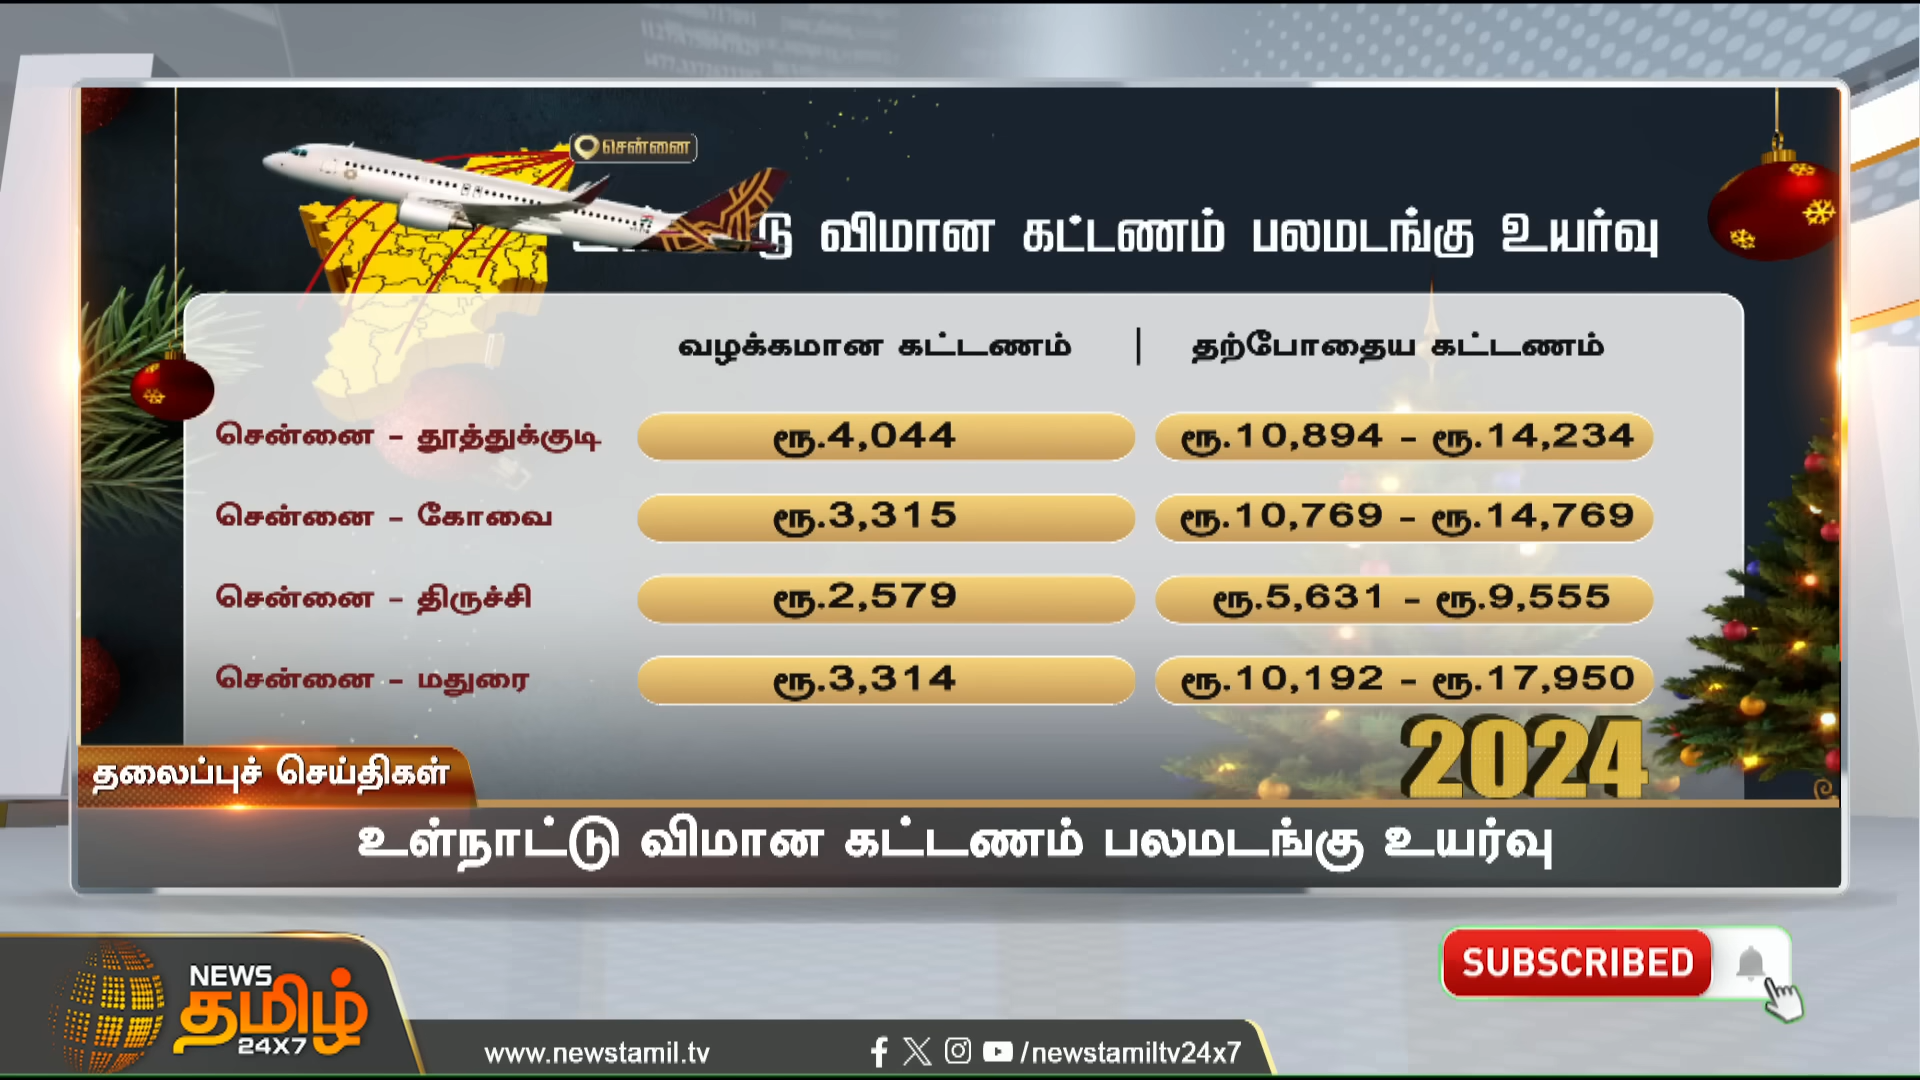 சென்னை
விமான கட்டணம் பலமடங்கு உயர்வு
வழக்கமான கட்டணம் | தற்போதைய கட்டணம்
சென்னை - தூத்துக்குடி ரூ.4,044 ரூ.10,894 - ரூ.14,234
சென்னை - கோவை ரூ.3,315 ரூ.10,769 - ரூ.14,769
சென்னை - திருச்சி ரூ.2,579 ரூ.5,631 - ரூ.9,555
சென்னை - மதுரை ரூ.3,314 ரூ.10,192 - ரூ.17,950
2024
தலைப்புச் செய்திகள்
உள்நாட்டு விமான கட்டணம் பலமடங்கு உயர்வு
SUBSCRIBED
NEWS
தமிழ்
24X7
www.newstamil.tv
/newstamiltv24x7